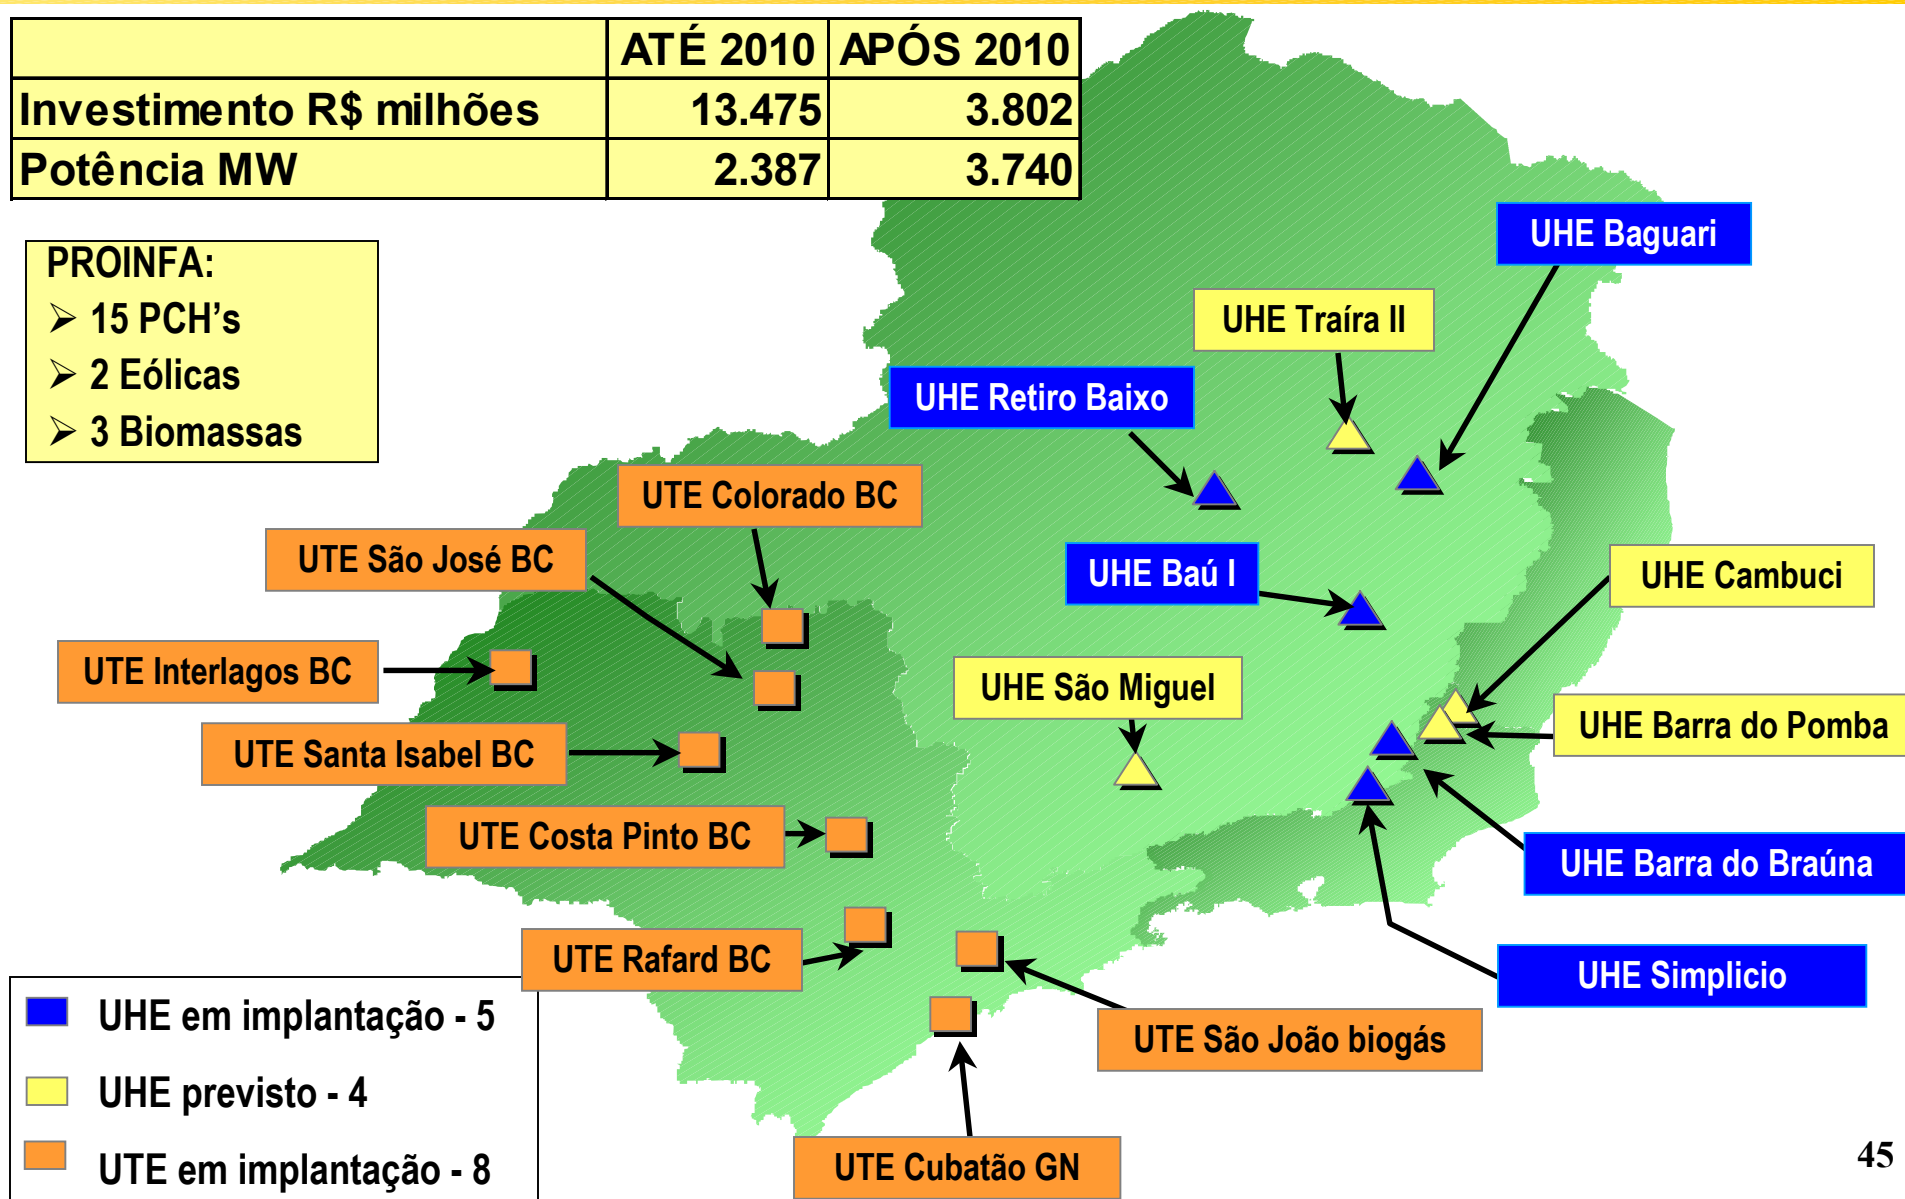 ATÉ 2010 APÓS 2010
Investimento R$ milhões 13.475 3.802
Potência MW 2.387 3.740
PROINFA:
➢ 15 PCH's
➢ 2 Eólicas
➢ 3 Biomassas
UHE Baguari
UHE Traíra II
UHE Retiro Baixo
UTE Colorado BC
UTE São José BC
UHE Baú I
UHE Cambuci
UTE Interlagos BC
UHE São Miguel
UHE Barra do Pomba
UTE Santa Isabel BC
UTE Costa Pinto BC
UHE Barra do Braúna
UTE Rafard BC
UHE Simplicio
UTE São João biogás
UTE Cubatão GN
UHE em implantação - 5
UHE previsto - 4
UTE em implantação - 8
45